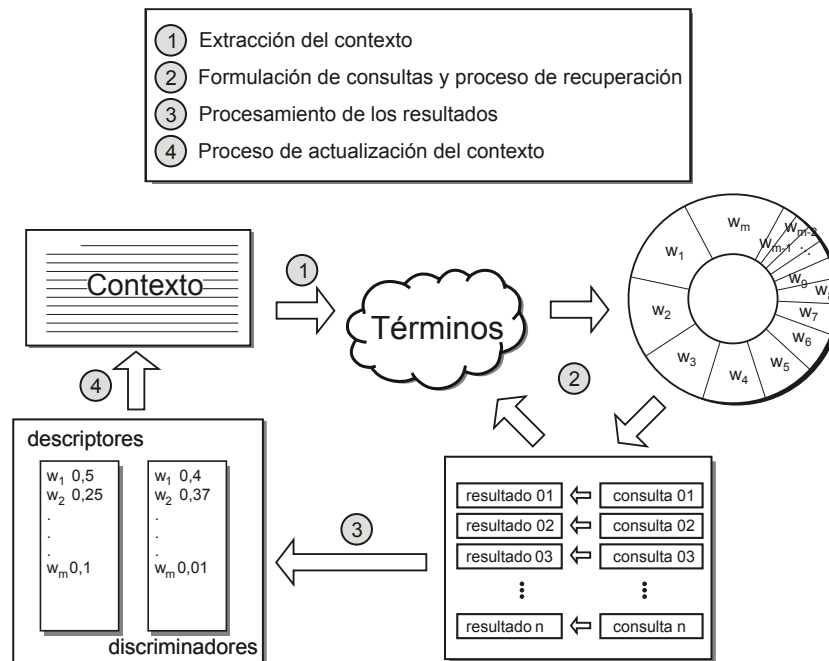 1 Extracción del contexto
2 Formulación de consultas y proceso de recuperación
3 Procesamiento de los resultados
4 Proceso de actualización del contexto
Contexto
1
Términos
2
w1
wm
wm-1
wm-2
w9
w8
w7
w6
w5
w4
w3
w2
4
descriptores
w1 0,5
w2 0,25
.
.
.
wm 0,1
w1 0,4
w2 0,37
.
.
.
wm 0,01
discriminadores
3
resultado 01 consulta 01
resultado 02 consulta 02
resultado 03 consulta 03
resultado n consulta n